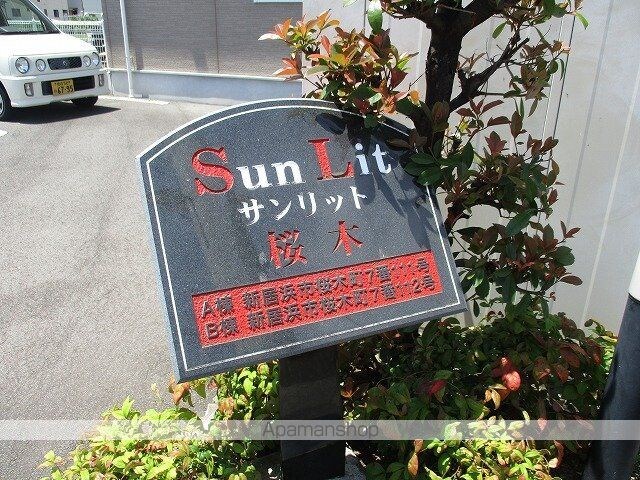 Sun Lit
サンリット
桜木
A棟 新居浜市桜木町7番
B棟 新居浜市桜木町7番12号
Apamanshop